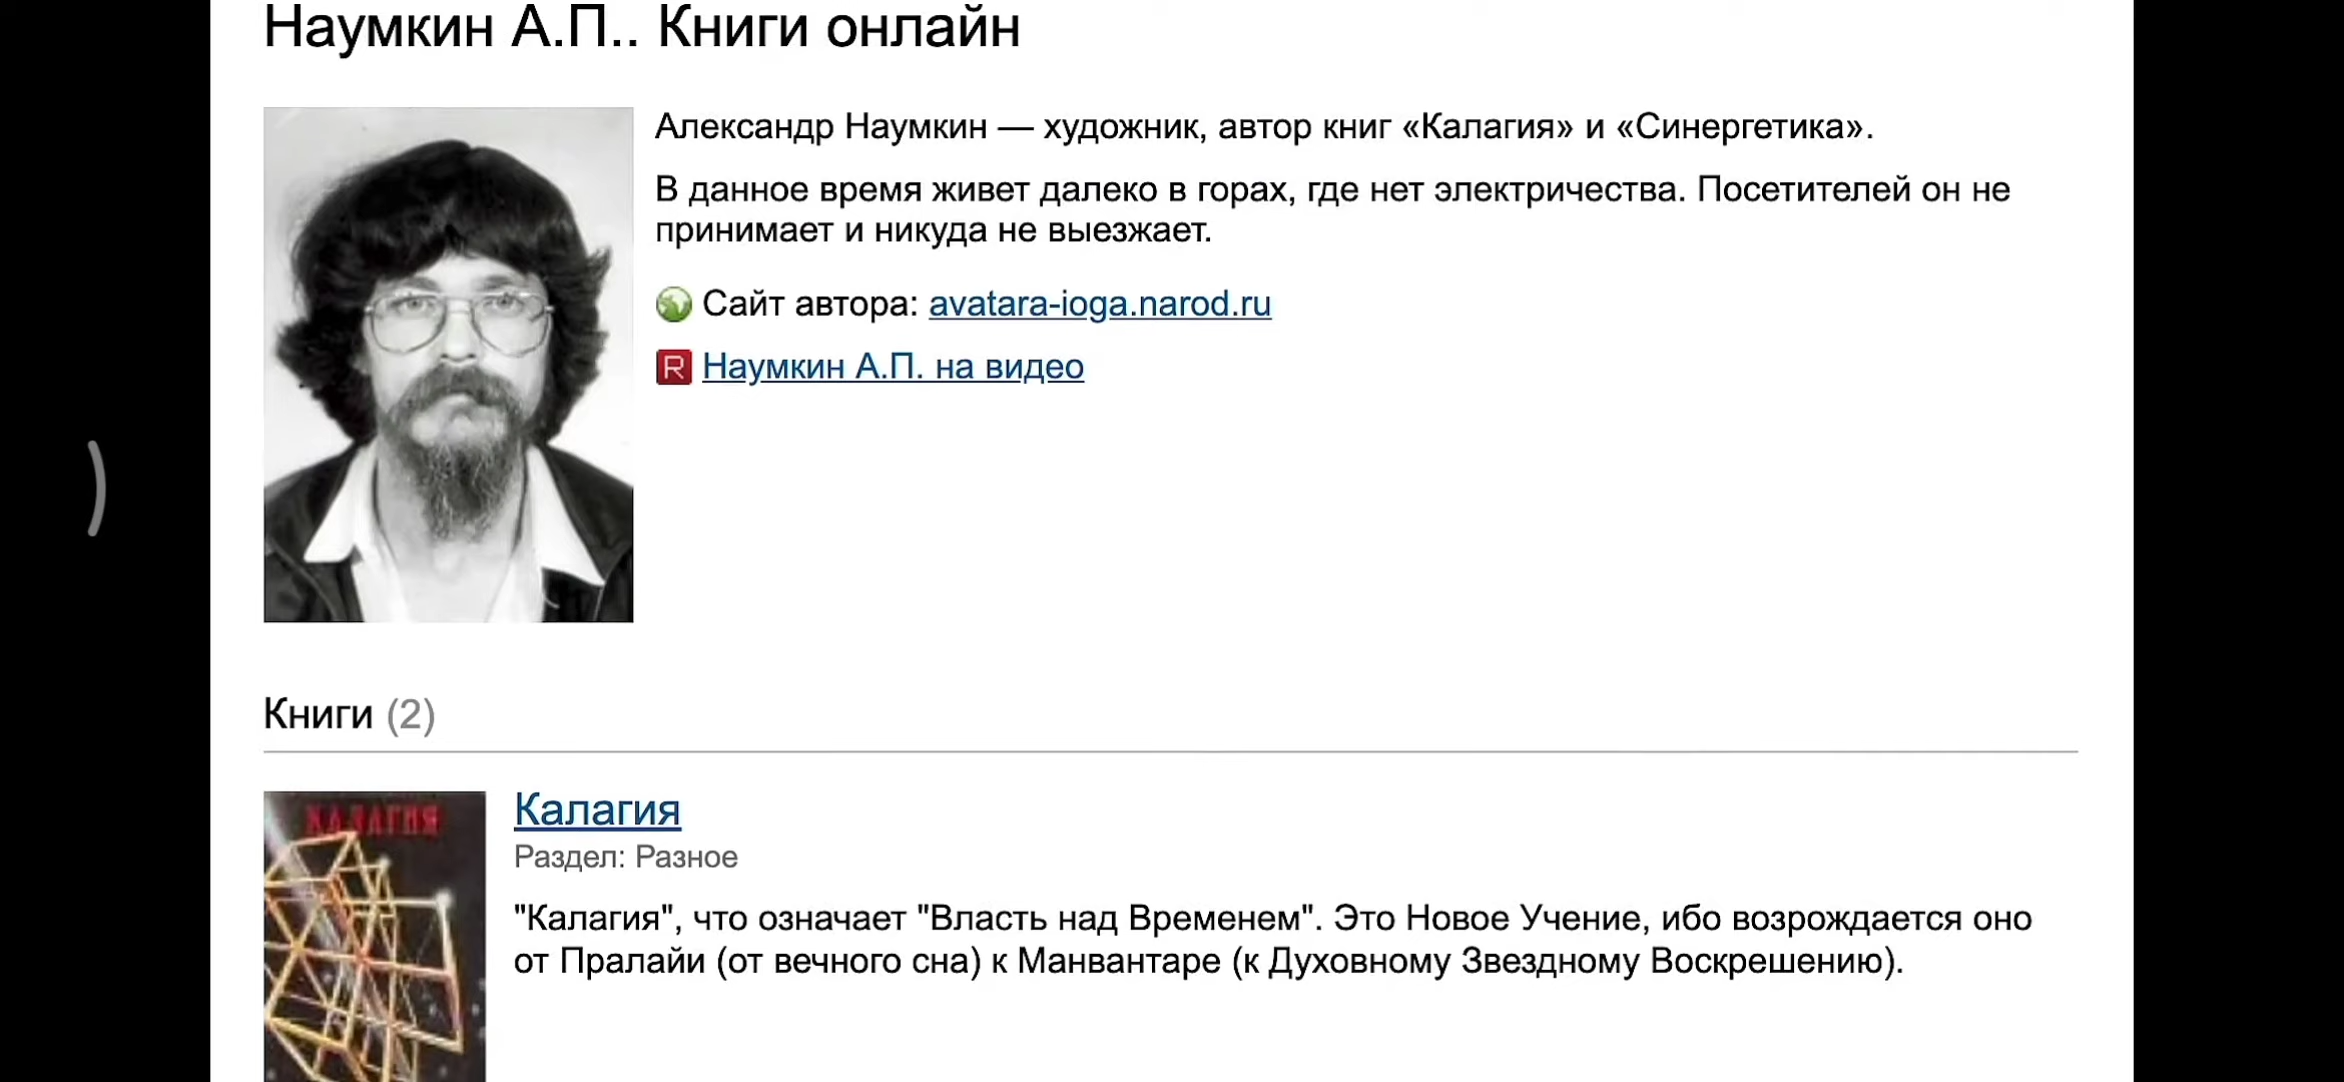 Наумкин А.П.. Книги онлайн
Александр Наумкин — художник, автор книг «Калагия» и «Синергетика».
В данное время живет далеко в горах, где нет электричества. Посетителей он не
принимает и никуда не выезжает.
Сайт автора: avatara-ioga.narod.ru
R Наумкин А.П. на видео
Книги (2)
КАЛАГИЯ
Калагия
Раздел: Разное
"Калагия", что означает "Власть над Временем". Это Новое Учение, ибо возрождается оно
от Пралайи (от вечного сна) к Манвантаре (к Духовному Звездному Воскрешению).